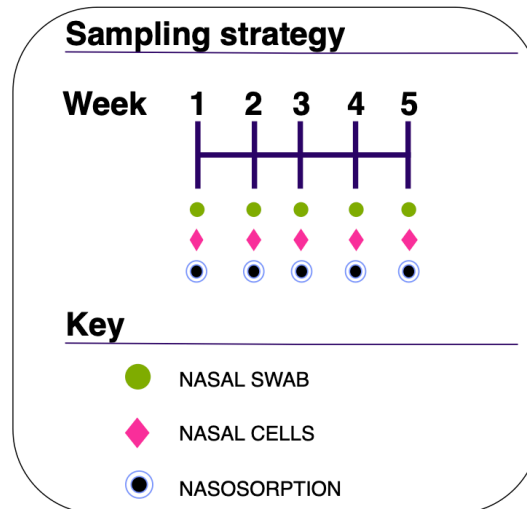 Sampling strategy
Week 1 2 3 4 5
Key
NASAL SWAB
NASAL CELLS
NASOSORPTION